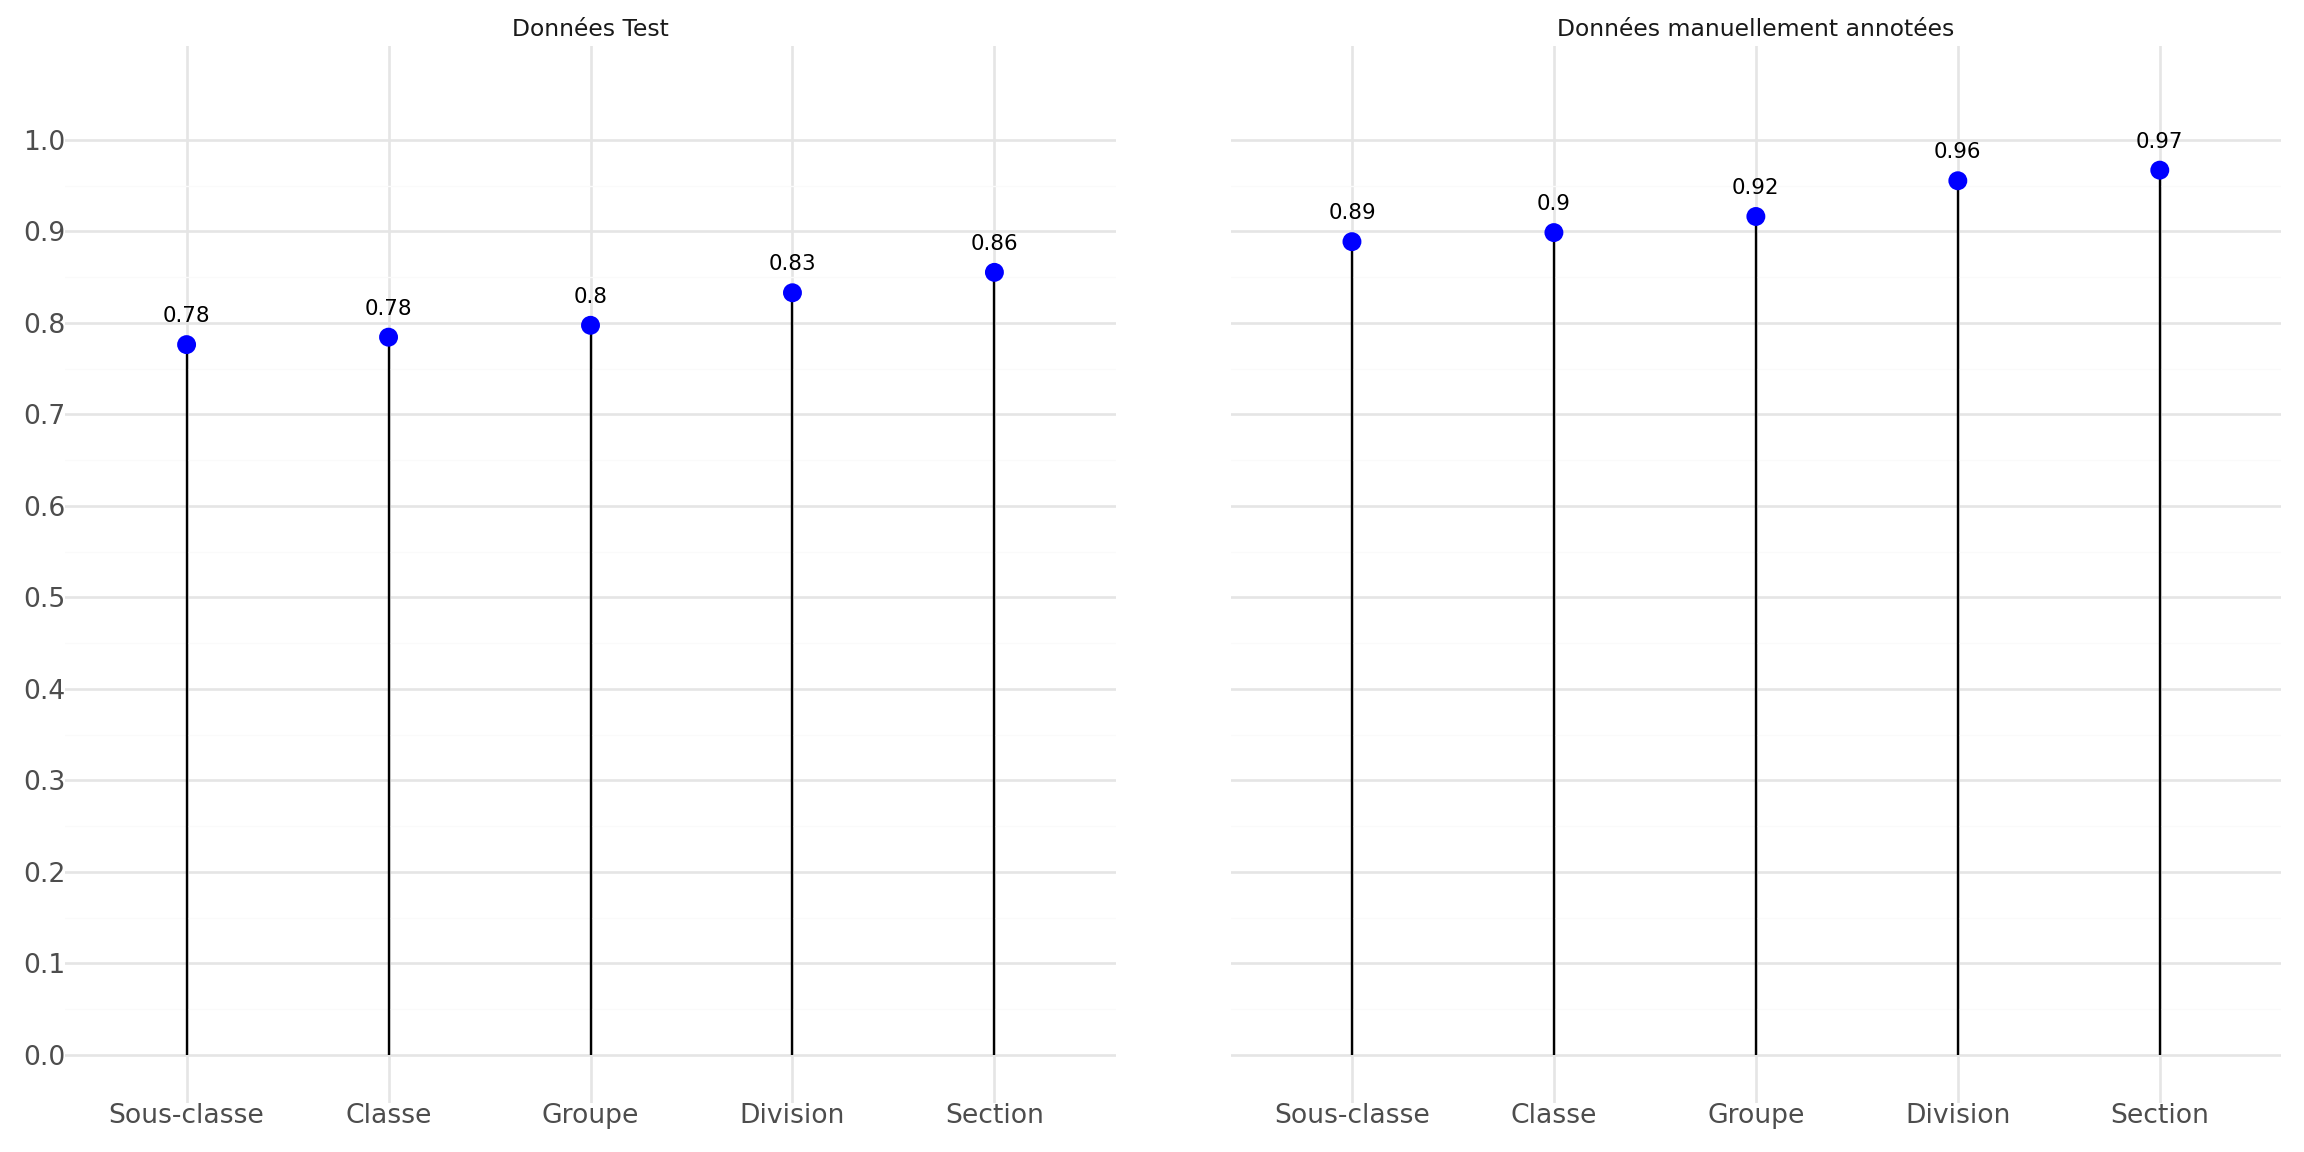 Données Test
Données manuellement annotées
1.0
0.9
0.8
0.7
0.6
0.5
0.4
0.3
0.2
0.1
0.0
0.78
0.78
0.8
0.83
0.86
0.89
0.9
0.92
0.96
0.97
Sous-classe
Classe
Groupe
Division
Section
Sous-classe
Classe
Groupe
Division
Section